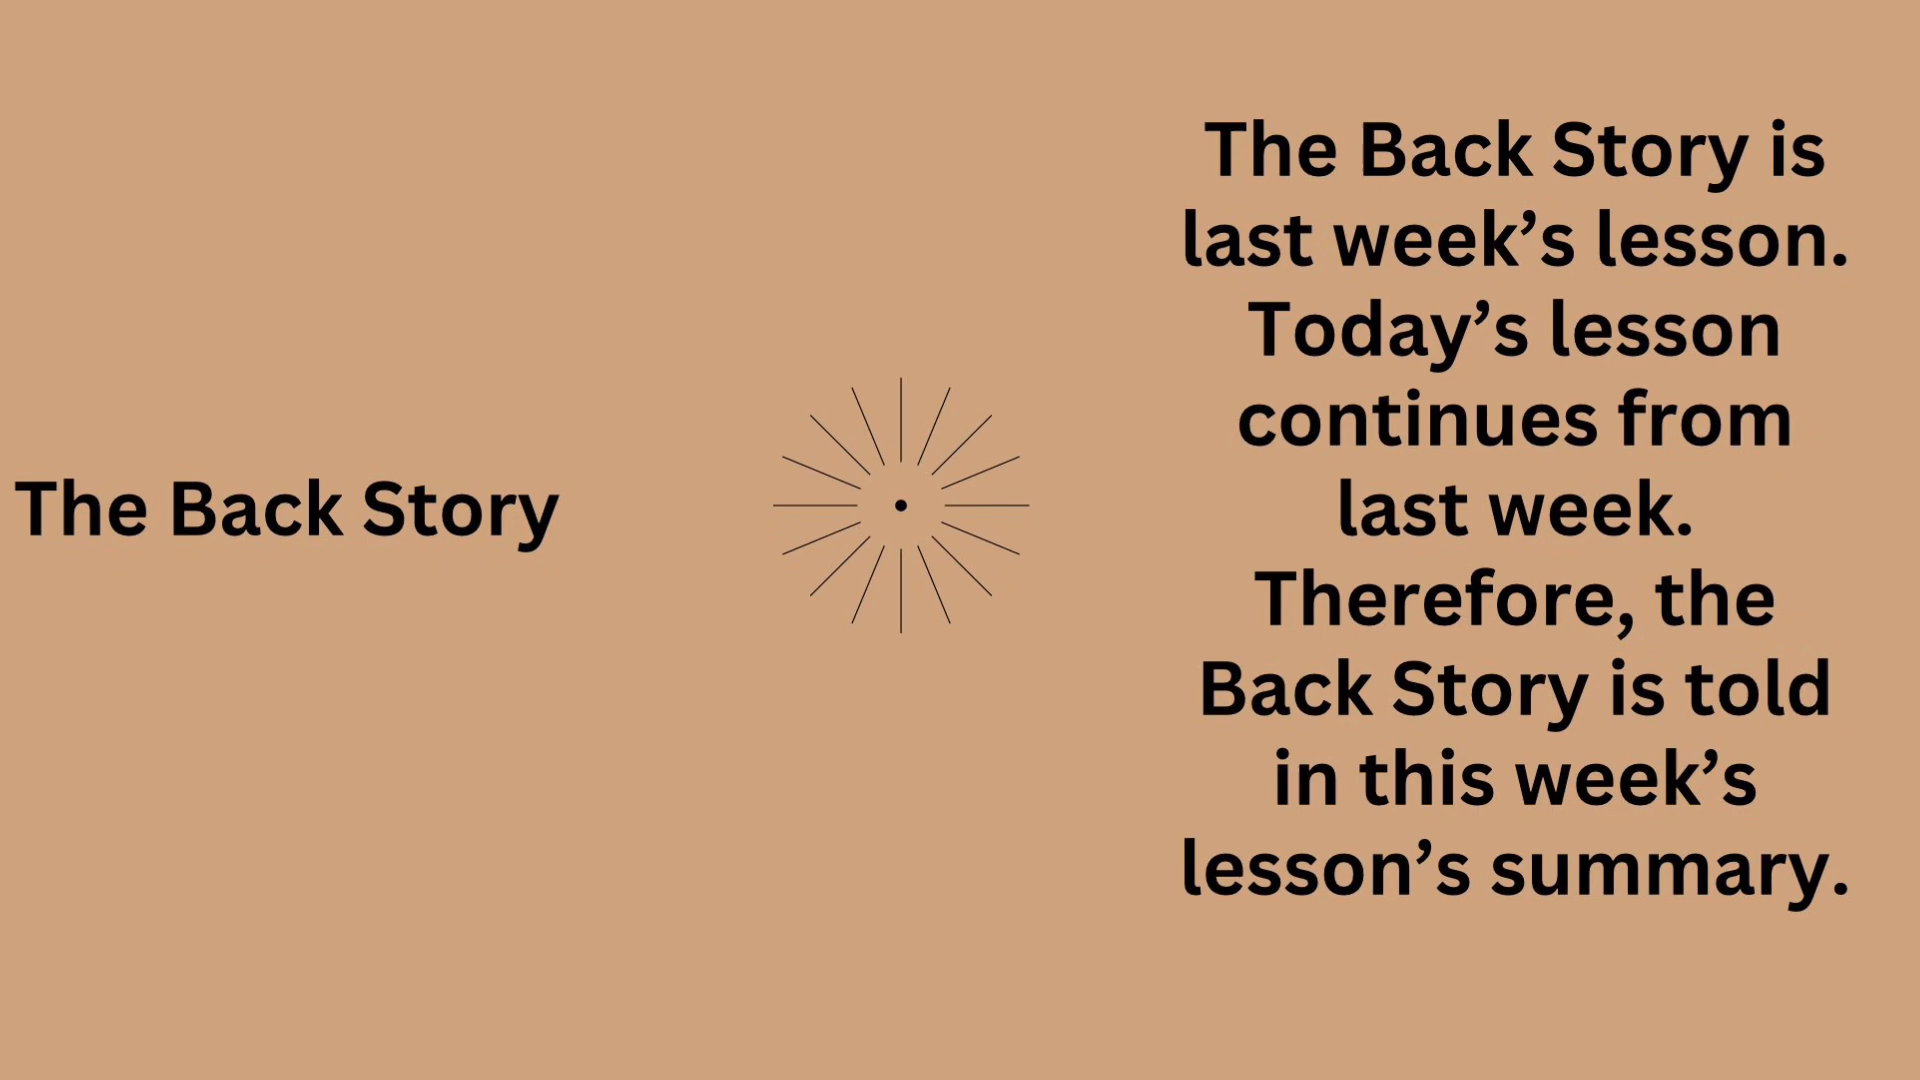 The Back Story
The Back Story is
last week’s lesson.
Today’s lesson
continues from
last week.
Therefore, the
Back Story is told
in this week’s
lesson’s summary.